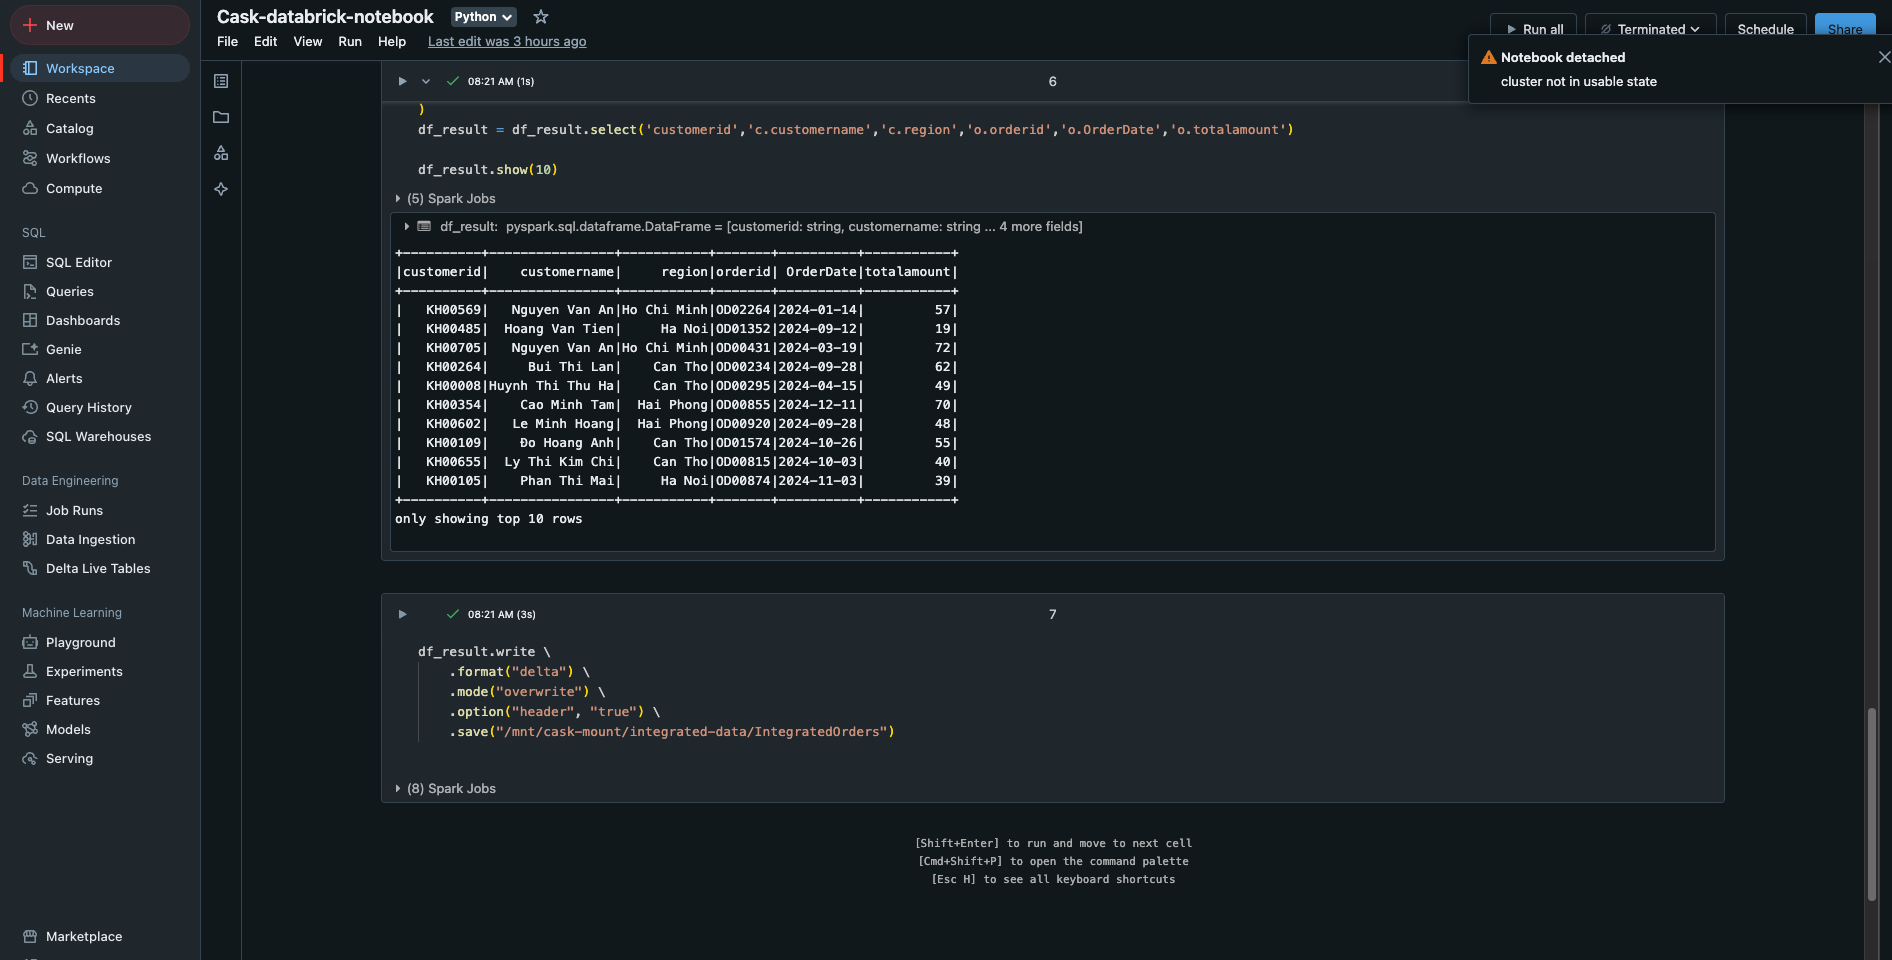 New
Workspace
Recents
Catalog
Workflows
Compute
SQL
SQL Editor
Queries
Dashboards
Genie
Alerts
Query History
SQL Warehouses
Data Engineering
Job Runs
Data Ingestion
Delta Live Tables
Machine Learning
Playground
Experiments
Features
Models
Serving
Marketplace
Cask-databrick-notebook Python
File Edit View Run Help Last edit was 3 hours ago
Run all Terminated Schedule Share
Notebook detached
cluster not in usable state
08:21 AM (1s) 6
)
df_result = df_result.select('customerid','c.customername','c.region','o.orderid','o.OrderDate','o.totalamount')
df_result.show(10)
(5) Spark Jobs
df_result: pyspark.sql.dataframe.DataFrame = [customerid: string, customername: string ... 4 more fields]
+----------+----------------+-----------+-------+----------+-----------+
|customerid|    customername|     region|orderid| OrderDate|totalamount|
+----------+----------------+-----------+-------+----------+-----------+
|   KH00569|   Nguyen Van An|Ho Chi Minh|OD02264|2024-01-14|         57|
|   KH00485|  Hoang Van Tien|     Ha Noi|OD01352|2024-09-12|         19|
|   KH00705|   Nguyen Van An|Ho Chi Minh|OD00431|2024-03-19|         72|
|   KH00264|     Bui Thi Lan|    Can Tho|OD00234|2024-09-28|         62|
|   KH00008|Huynh Thi Thu Ha|    Can Tho|OD00295|2024-04-15|         49|
|   KH00354|    Cao Minh Tam|  Hai Phong|OD00855|2024-12-11|         70|
|   KH00602|   Le Minh Hoang|  Hai Phong|OD00920|2024-09-28|         48|
|   KH00109|    Đo Hoang Anh|    Can Tho|OD01574|2024-10-26|         55|
|   KH00655|  Ly Thi Kim Chi|    Can Tho|OD00815|2024-10-03|         40|
|   KH00105|    Phan Thi Mai|     Ha Noi|OD00874|2024-11-03|         39|
+----------+----------------+-----------+-------+----------+-----------+
only showing top 10 rows
08:21 AM (3s) 7
df_result.write \
.format("delta") \
.mode("overwrite") \
.option("header", "true") \
.save("/mnt/cask-mount/integrated-data/IntegratedOrders")
(8) Spark Jobs
[Shift+Enter] to run and move to next cell
[Cmd+Shift+P] to open the command palette
[Esc H] to see all keyboard shortcuts